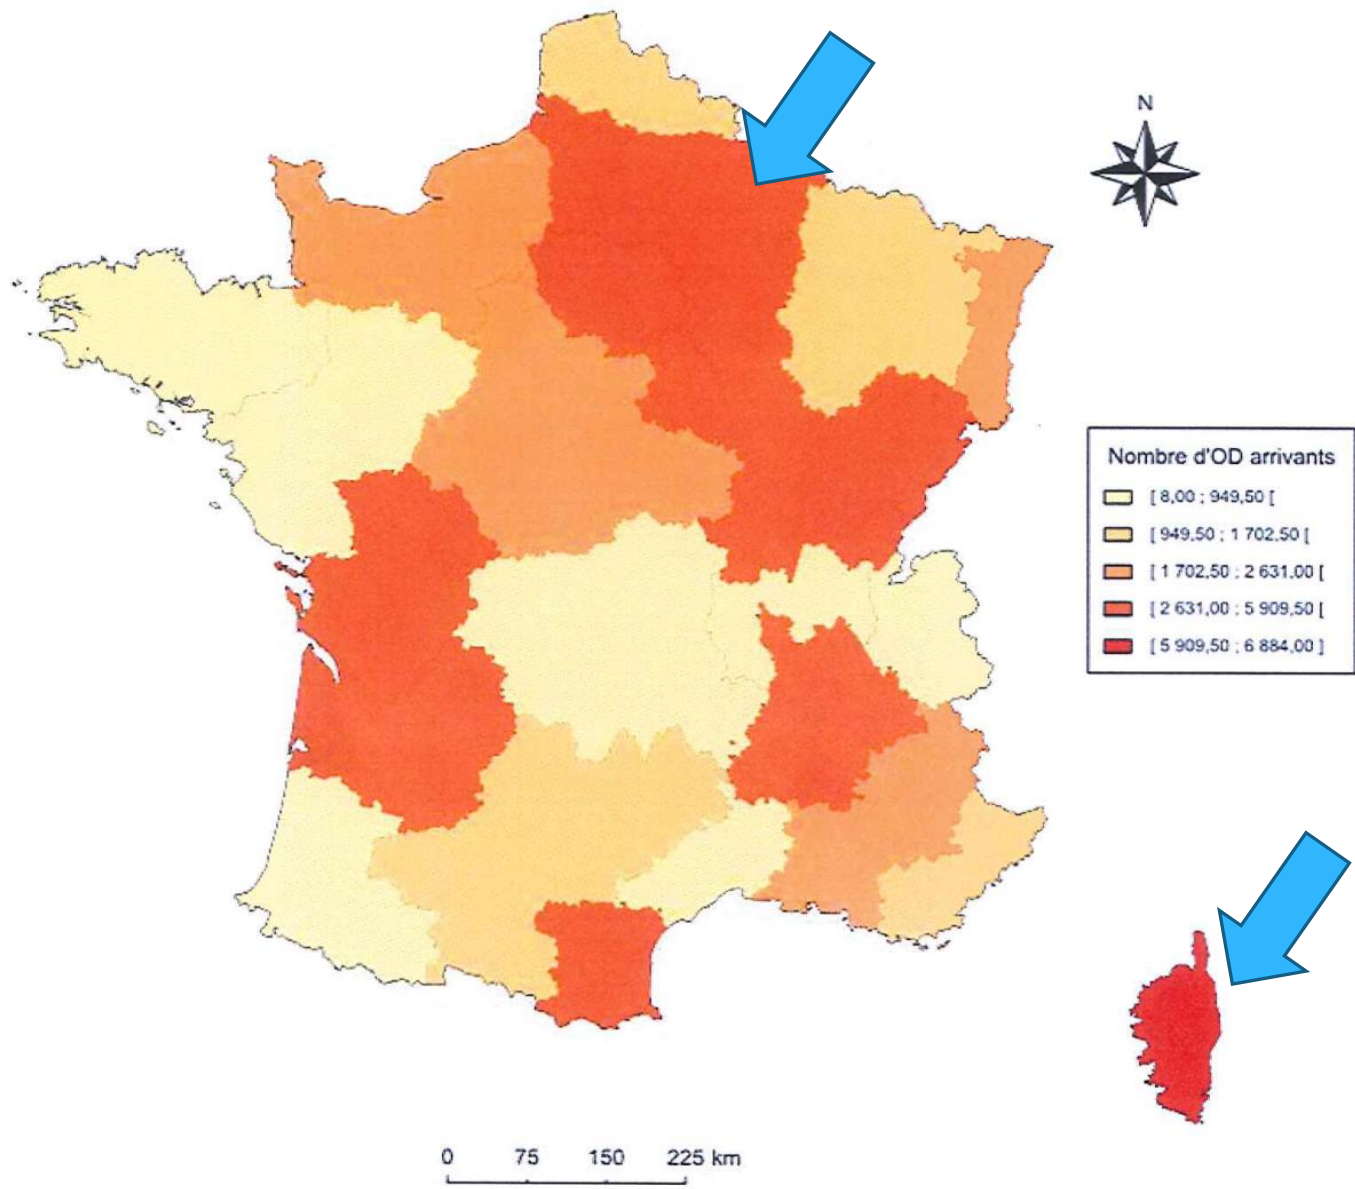 N
Nombre d'OD arrivants
[ 8,00 ; 949,50 [
[ 949,50 ; 1 702,50 [
[ 1 702,50 ; 2 631,00 [
[ 2 631,00 ; 5 909,50 [
[ 5 909,50 ; 6 884,00 ]
0 75 150 225 km